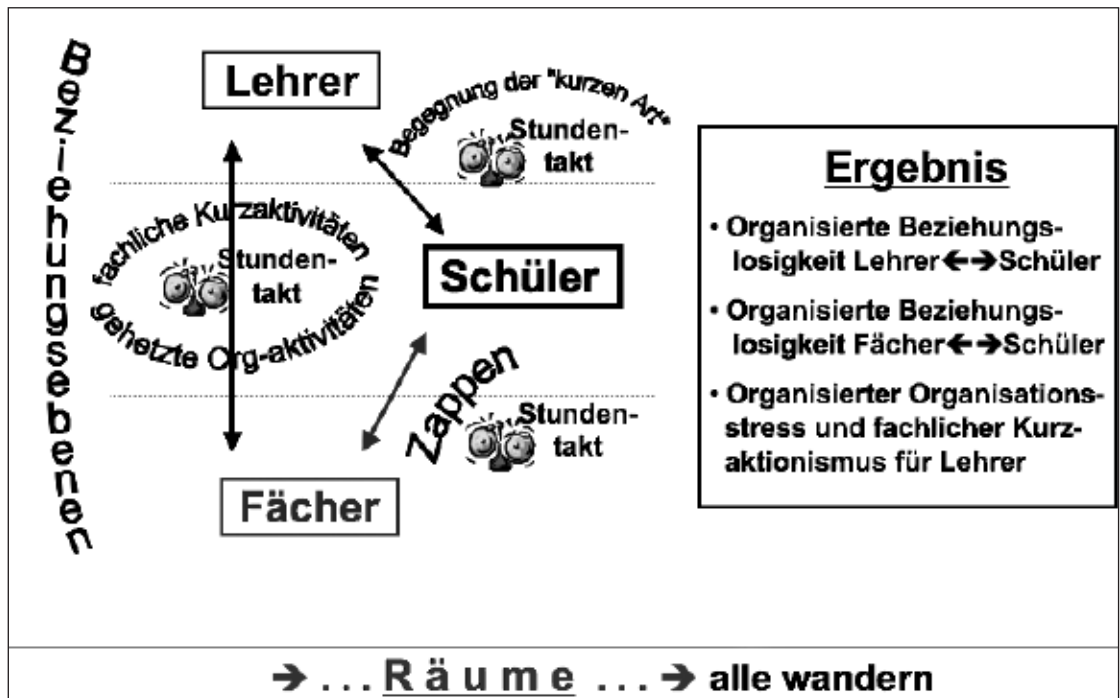 Beziehungsebenen
Lehrer
Begegnung der "kurzen Art"
Stunden-
takt
fachliche Kurzaktivitäten
Stunden-
takt
gehetzte Org-aktivitäten
Schüler
Zappen
Stunden-
takt
Fächer
Ergebnis
• Organisierte Beziehungs-
losigkeit Lehrer←→Schüler
• Organisierte Beziehungs-
losigkeit Fächer←→Schüler
• Organisierter Organisations-
stress und fachlicher Kurz-
aktionismus für Lehrer
➔ ... Räume ... ➔ alle wandern